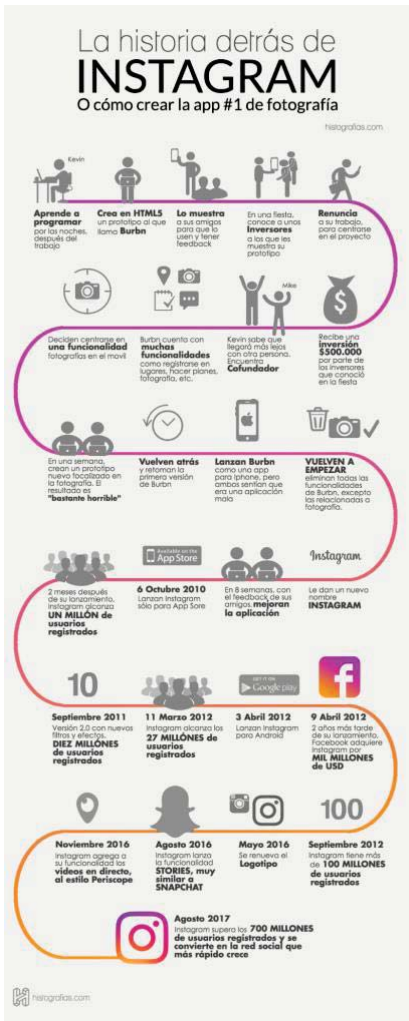 La historia detrás de
INSTAGRAM
O cómo crear la app #1 de fotografía
histografias.com
Kevin
Aprende a
programar
por las noches,
después del
trabajo
Crea en HTML5
un prototipo al que
llama Burbn
Lo muestra
a sus amigos
para que lo
usen y tener
feedback
En una fiesta,
conoce a unos
Inversores
a los que les
muestra su
prototipo
Renuncia
a su trabajo,
para centrarse
en el proyecto
Mike
$
Deciden centrarse en
una funcionalidad
fotografías en el movil
Burbn cuenta con
muchas
funcionalidades
como registrarse en
lugares, hacer planes,
fotografía, etc.
Kevin sabe que
llegará más lejos
con otra persona.
Encuentra
Cofundador
Recibe una
inversión
$500.000
por parte de
los inversores
que conoció
en la fiesta
En una semana,
crean un prototipo
nuevo focalizado en
la fotografía. El
resultado es
"bastante horrible"
Vuelven atrás
y retoman la
primera versión
de Burbn
Lanzan Burbn
como una app
para Iphone, pero
ambos sentían que
era una aplicación
mala
VUELVEN A
EMPEZAR
eliminan todas las
funcionalidades
de Burbn, excepto
las relacionadas a
fotografía.
Available on the
App Store
Instagram
2 meses después
de su lanzamiento,
Instagram alcanza
UN MILLÓN de
usuarios
registrados
6 Octubre 2010
Lanzan Instagram
sólo para App Sore
En 8 semanas, con
el feedback de sus
amigos, mejoran
la aplicación
Le dan un nuevo
nombre
INSTAGRAM
10
GET IT ON
Google play
f
Septiembre 2011
Versión 2.0 con nuevos
filtros y efectos.
DIEZ MILLONES
de usuarios
registrados
11 Marzo 2012
Instagram alcanza los
27 MILLONES de
usuarios
registrados
3 Abril 2012
Lanzan Instagram
para Android
9 Abril 2012
2 años más tarde
de su lanzamiento,
Facebook adquiere
Instagram por
MIL MILLONES
de USD
100
Noviembre 2016
Instagram agrega a
su funcionalidad los
videos en directo,
al estilo Periscope
Agosto 2016
Instagram lanza
la funcionalidad
STORIES, muy
similar a
SNAPCHAT
Mayo 2016
Se renueva el
Logotipo
Septiembre 2012
Instagram tiene más
de 100 MILLONES
de usuarios
registrados
Agosto 2017
Instagram supera los 700 MILLONES
de usuarios registrados y se
convierte en la red social que
más rápido crece
histografias.com